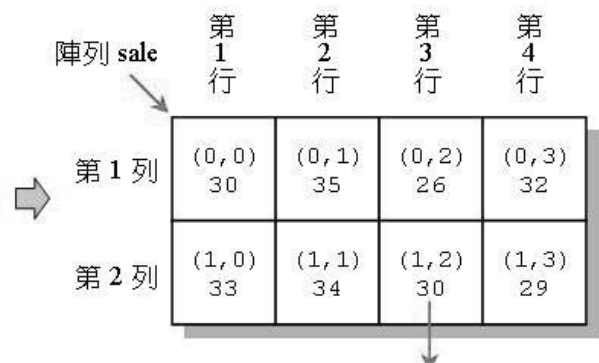 陣列 sale
第1行 第2行 第3行 第4行
第 1 列
(0,0) (0,1) (0,2) (0,3)
30 35 26 32
第 2 列
(1,0) (1,1) (1,2) (1,3)
33 34 30 29